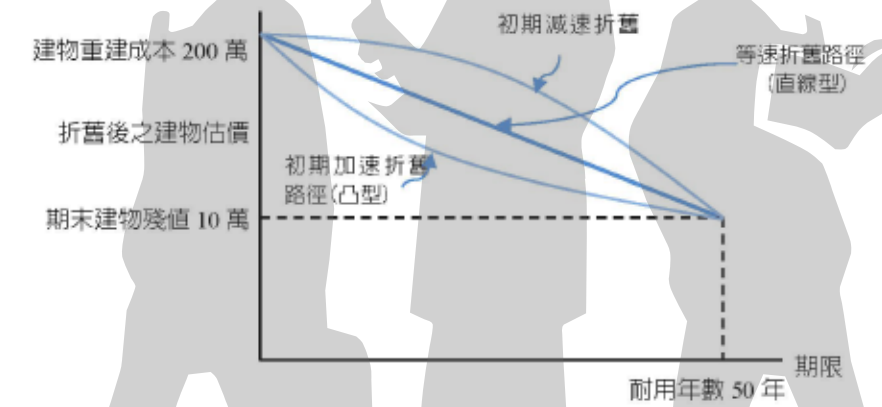 初期減速折舊
建物重建成本 200 萬
等速折舊路徑
(直線型)
折舊後之建物估價
初期加速折舊
路徑(凸型)
期末建物殘值 10 萬
期限
耐用年數 50 年